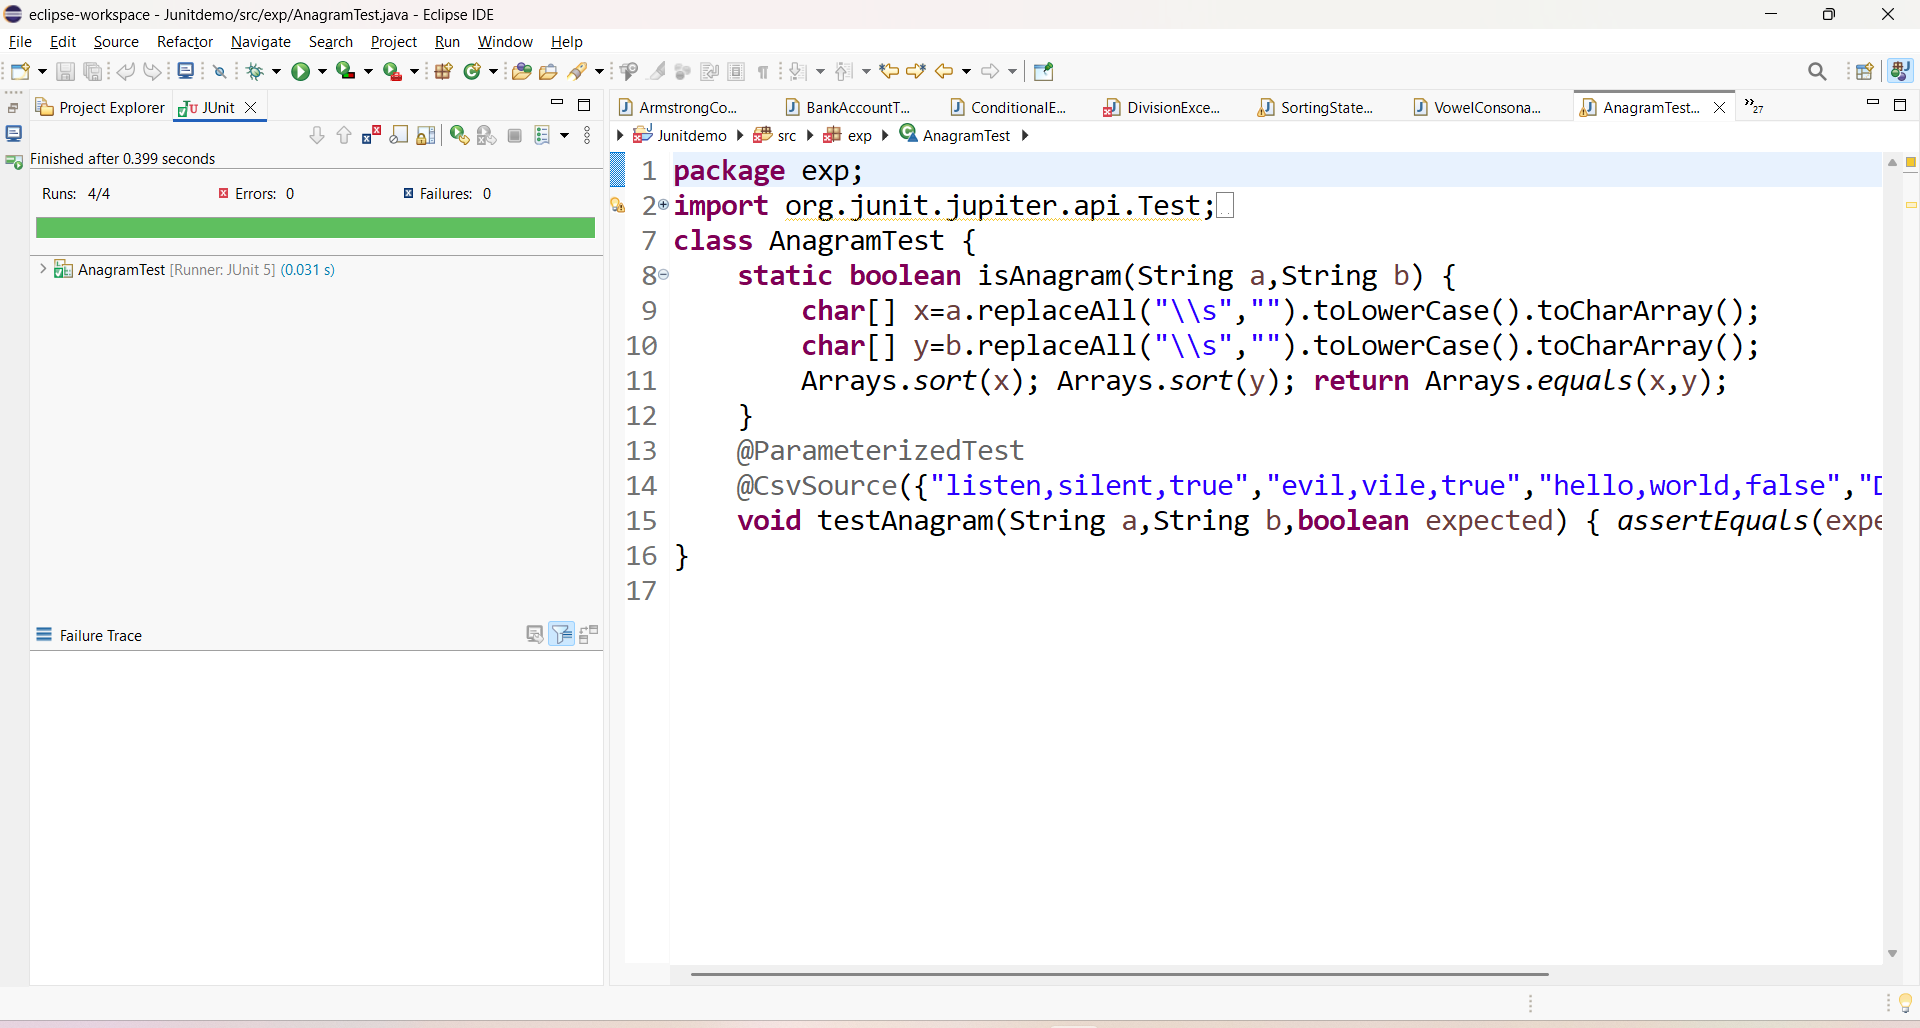 eclipse-workspace - Junitdemo/src/exp/AnagramTest.java - Eclipse IDE
File Edit Source Refactor Navigate Search Project Run Window Help
Project Explorer JUnit
ArmstrongCo... BankAccountT... ConditionalE... DivisionExce... SortingState... VowelConsona... AnagramTest... »27
Junitdemo src exp AnagramTest
Finished after 0.399 seconds
Runs: 4/4 Errors: 0 Failures: 0
AnagramTest [Runner: JUnit 5] (0.031 s)
Failure Trace
1 package exp;
2 import org.junit.jupiter.api.Test;
7 class AnagramTest {
8 static boolean isAnagram(String a,String b) {
9 char[] x=a.replaceAll("\\s","").toLowerCase().toCharArray();
10 char[] y=b.replaceAll("\\s","").toLowerCase().toCharArray();
11 Arrays.sort(x); Arrays.sort(y); return Arrays.equals(x,y);
12 }
13 @ParameterizedTest
14 @CsvSource({"listen,silent,true","evil,vile,true","hello,world,false","
15 void testAnagram(String a,String b,boolean expected) { assertEquals(expe
16 }
17